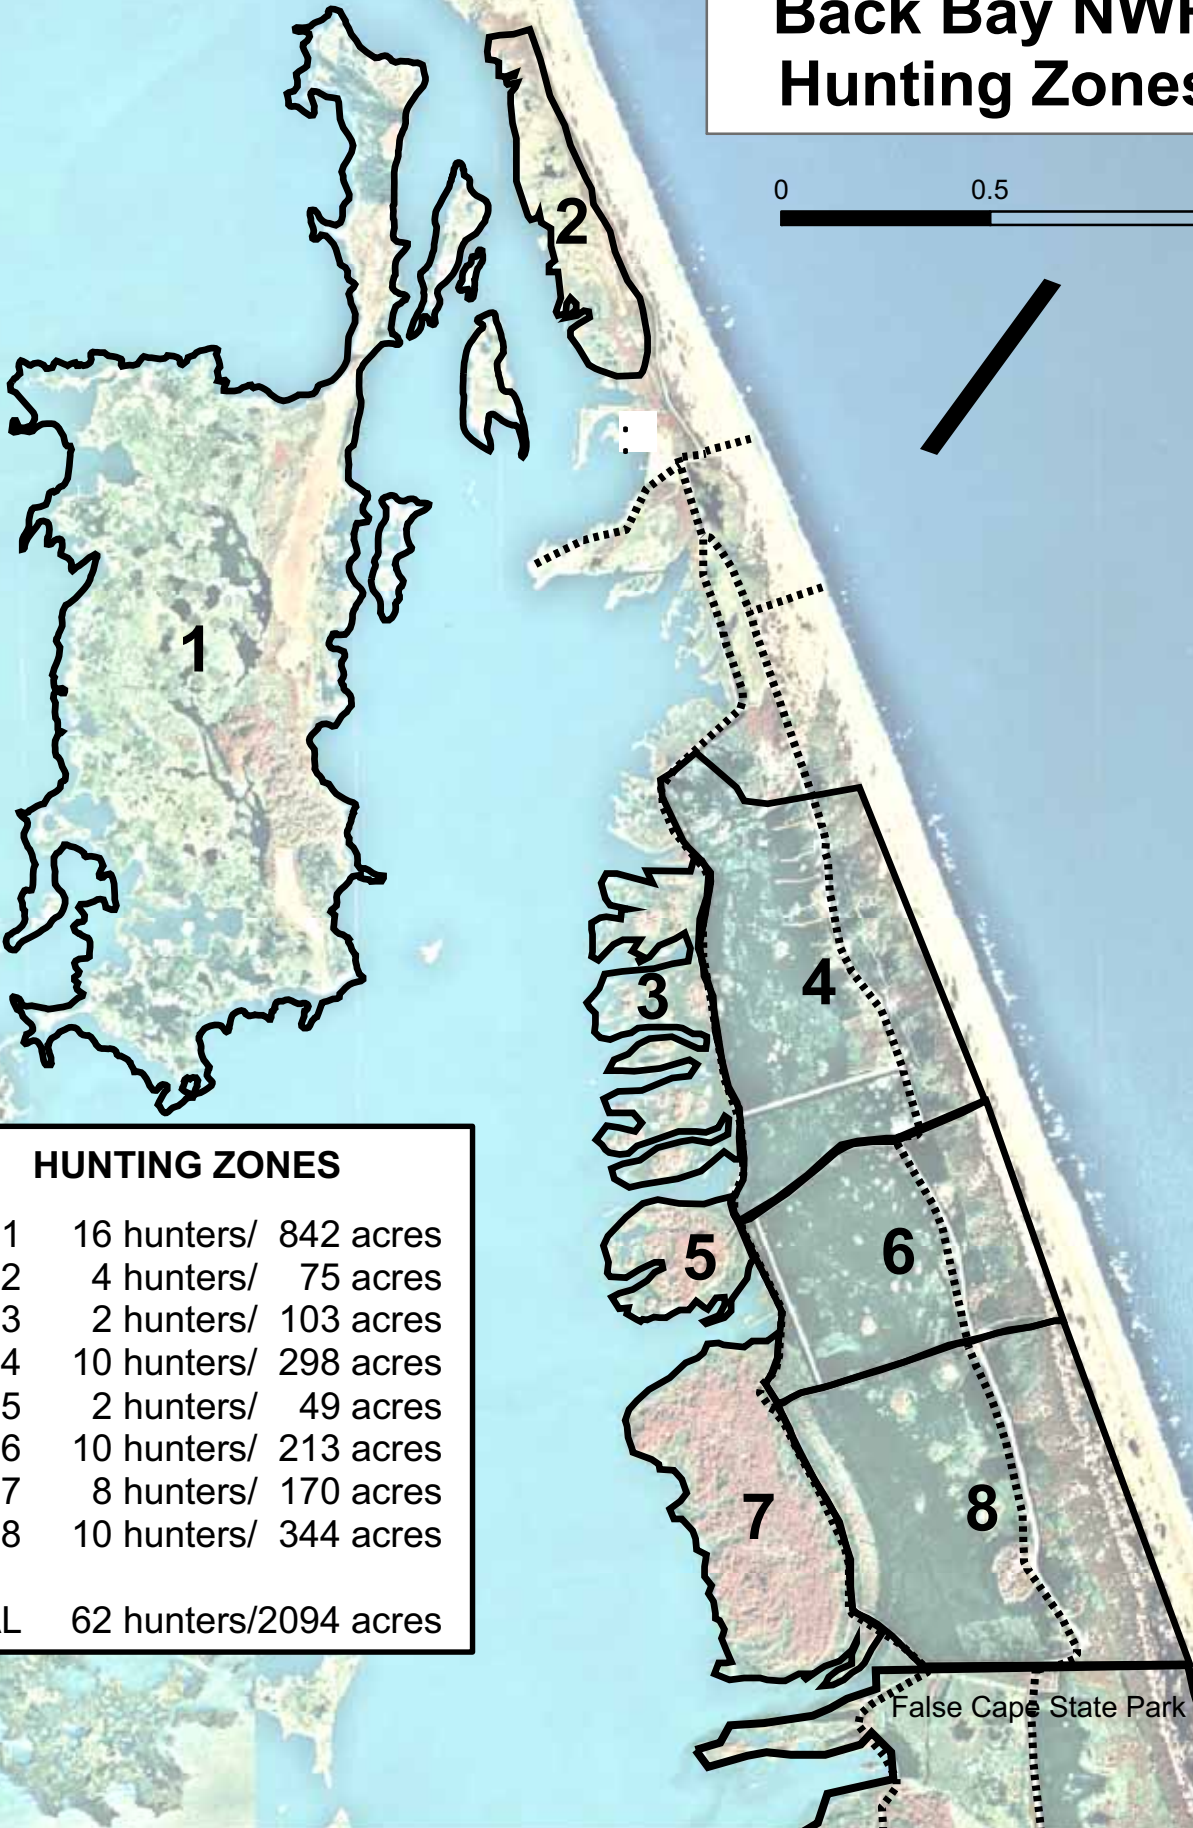 Back Bay NWR
Hunting Zones
0 0.5
2
1
4
3
6
5
8
7
HUNTING ZONES
1 16 hunters/ 842 acres
2 4 hunters/ 75 acres
3 2 hunters/ 103 acres
4 10 hunters/ 298 acres
5 2 hunters/ 49 acres
6 10 hunters/ 213 acres
7 8 hunters/ 170 acres
8 10 hunters/ 344 acres
AL 62 hunters/2094 acres
False Cape State Park